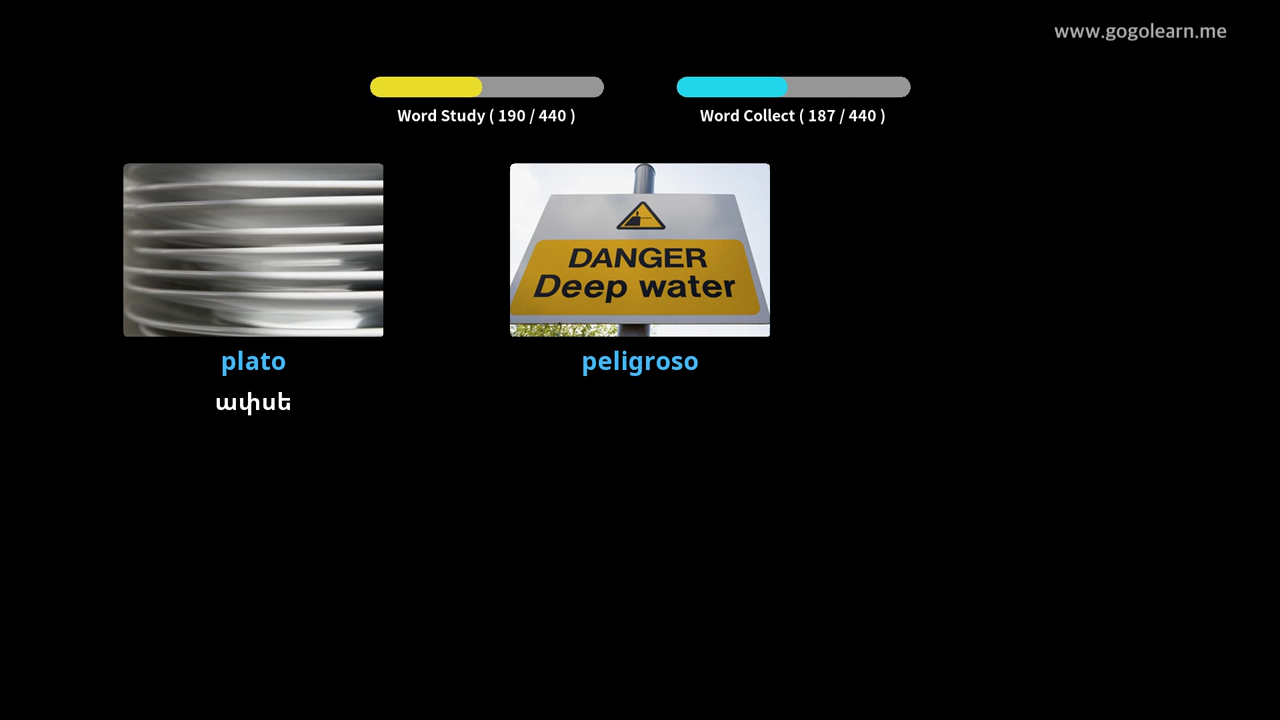 www.gogolearn.me
Word Study ( 190 / 440 )
Word Collect ( 187 / 440 )
DANGER
Deep water
plato
peligroso
ափսե